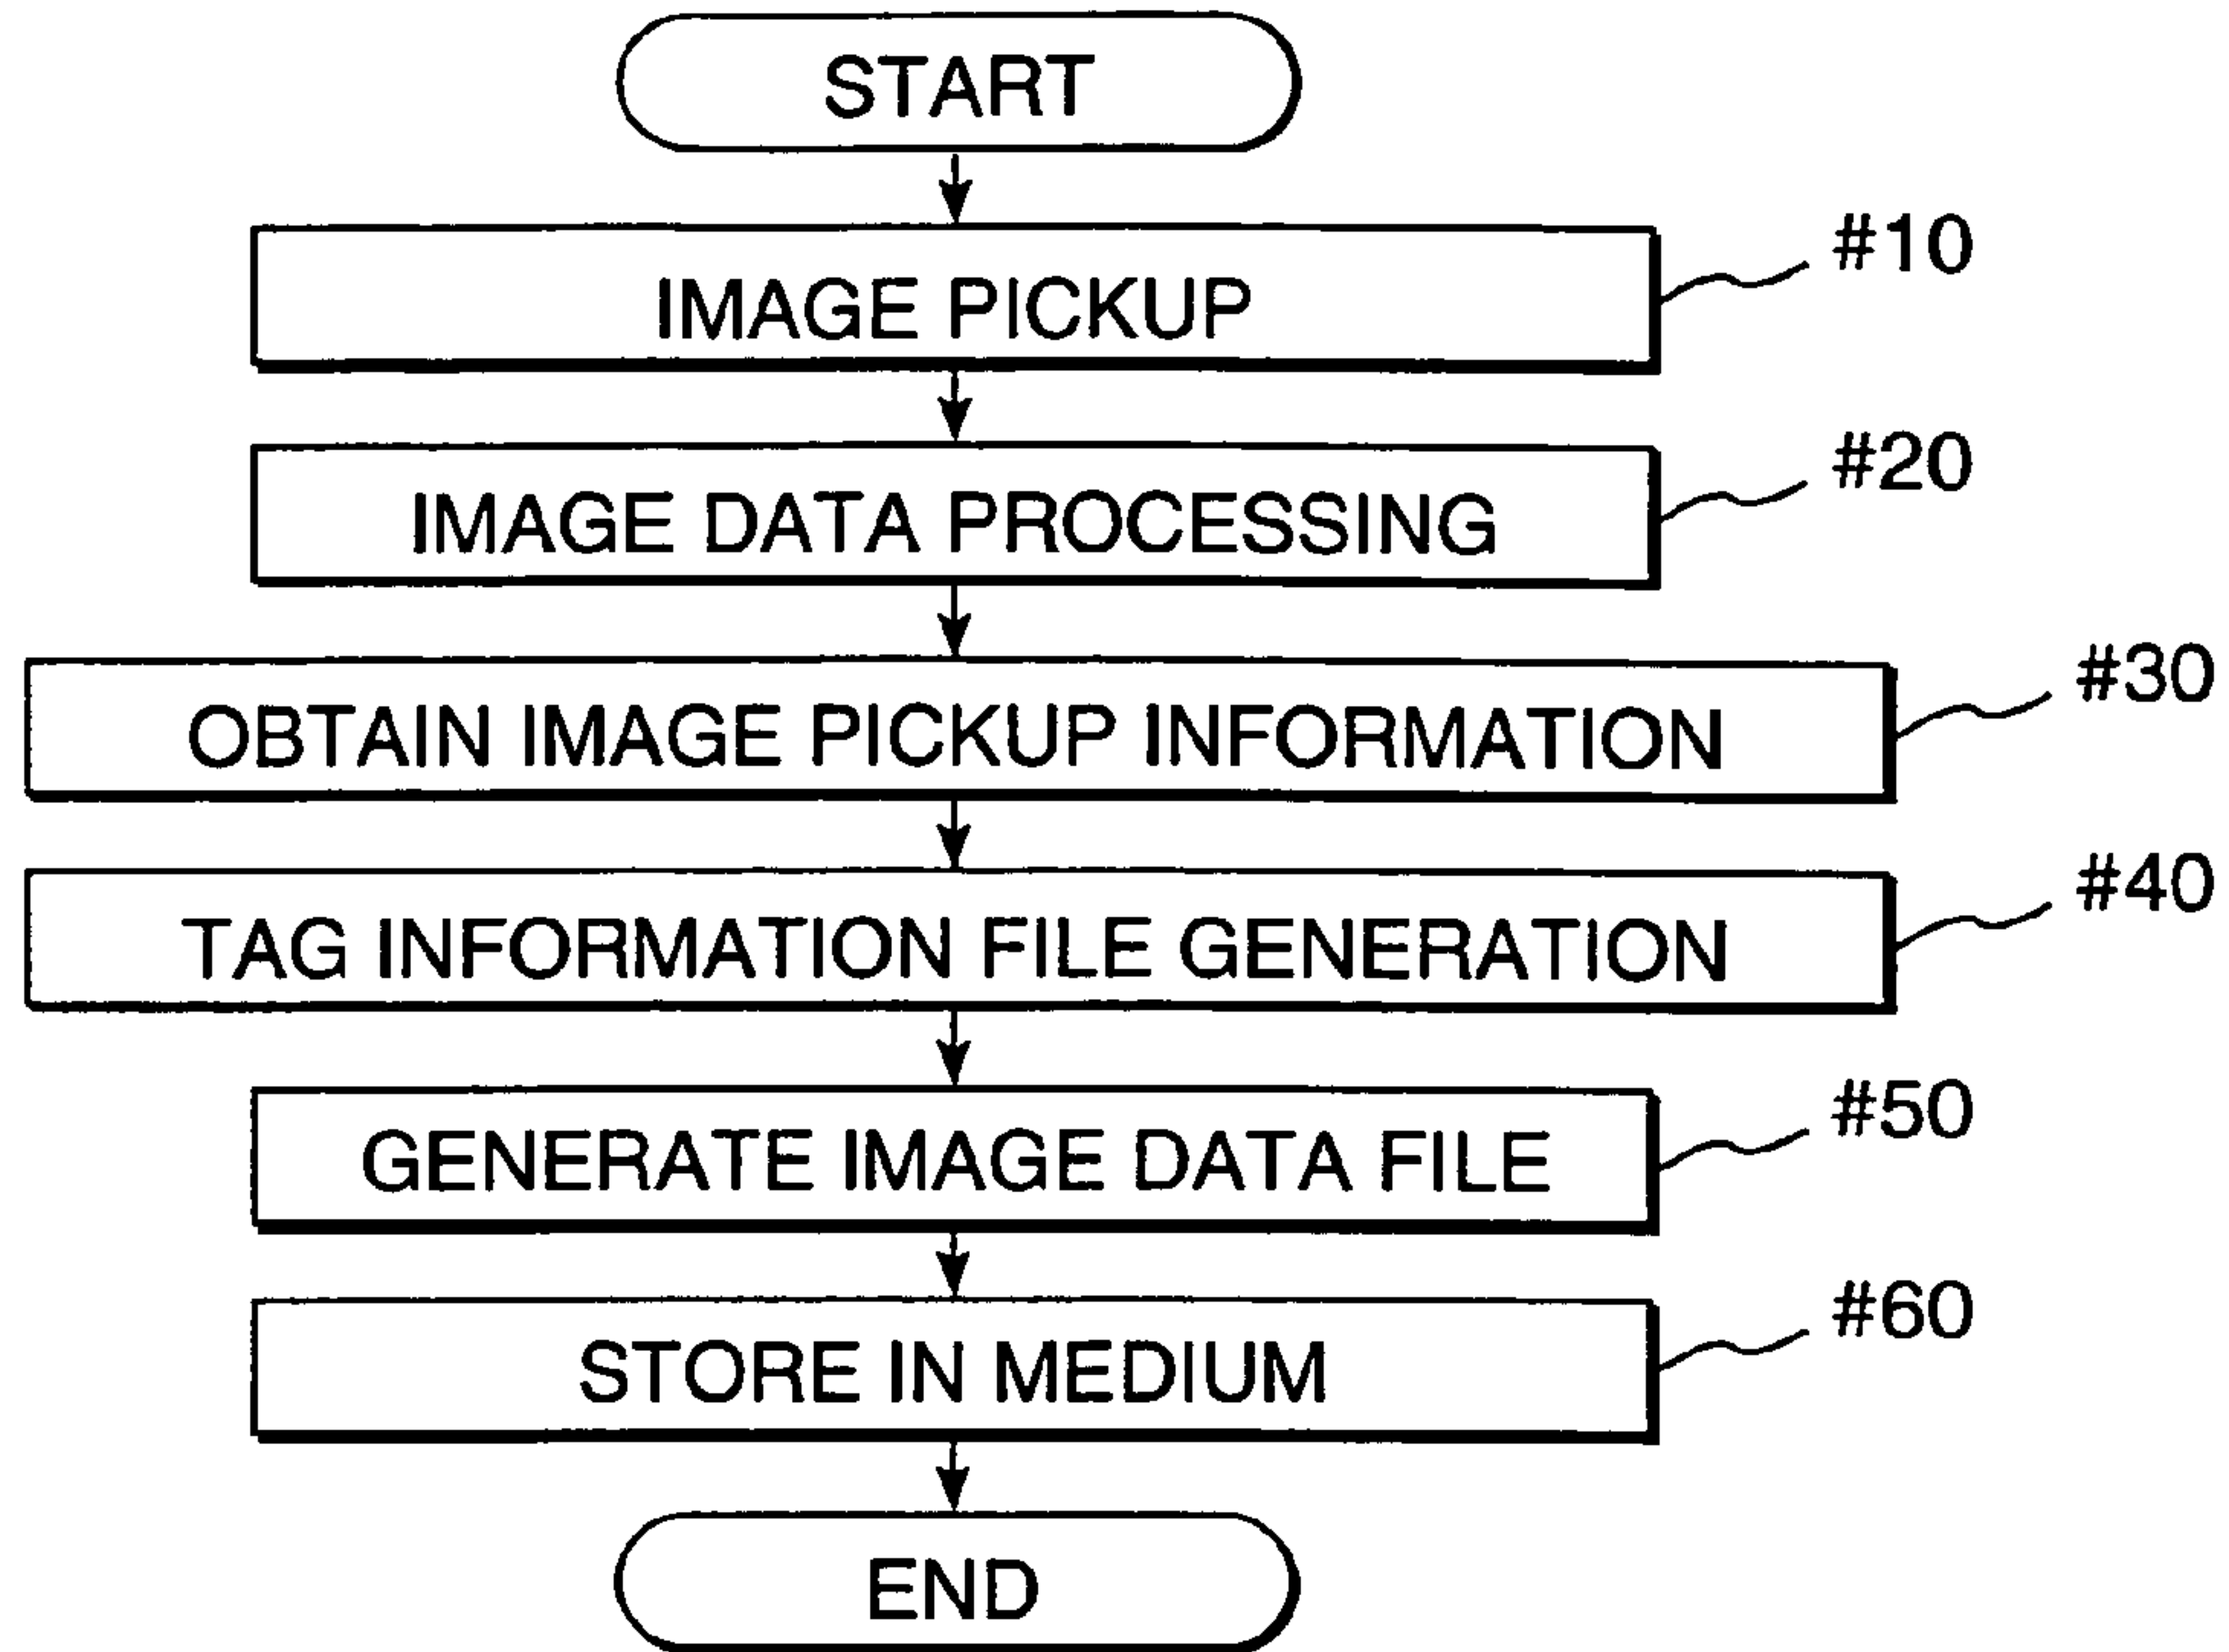 START
IMAGE PICKUP
#10
IMAGE DATA PROCESSING
#20
OBTAIN IMAGE PICKUP INFORMATION
#30
TAG INFORMATION FILE GENERATION
#40
GENERATE IMAGE DATA FILE
#50
STORE IN MEDIUM
#60
END